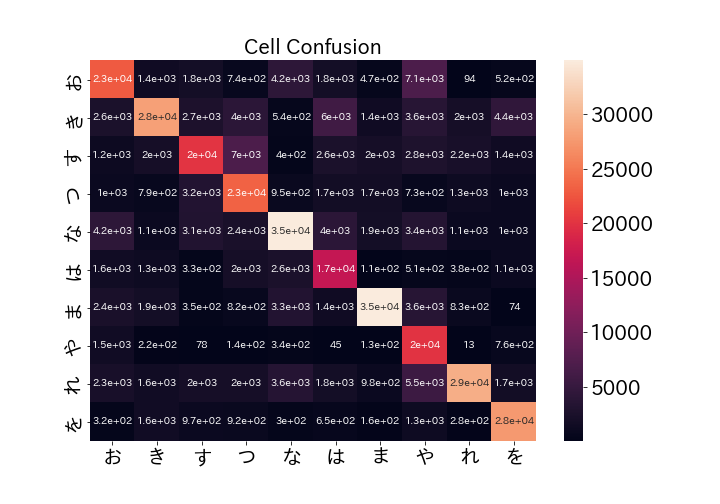 Cell Confusion
お 2.3e+04 1.4e+03 1.8e+03 7.4e+02 4.2e+03 1.8e+03 4.7e+02 7.1e+03 94 5.2e+02
き 2.6e+03 2.8e+04 2.7e+03 4e+03 5.4e+02 6e+03 1.4e+03 3.6e+03 2e+03 4.4e+03
す 1.2e+03 2e+03 2e+04 7e+03 4e+02 2.6e+03 2e+03 2.8e+03 2.2e+03 1.4e+03
つ 1e+03 7.9e+02 3.2e+03 2.3e+04 9.5e+02 1.7e+03 1.7e+03 7.3e+02 1.3e+03 1e+03
な 4.2e+03 1.1e+03 3.1e+03 2.4e+03 3.5e+04 4e+03 1.9e+03 3.4e+03 1.1e+03 1e+03
は 1.6e+03 1.3e+03 3.3e+02 2e+03 2.6e+03 1.7e+04 1.1e+02 5.1e+02 3.8e+02 1.1e+03
ま 2.4e+03 1.9e+03 3.5e+02 8.2e+02 3.3e+03 1.4e+03 3.5e+04 3.6e+03 8.3e+02 74
や 1.5e+03 2.2e+02 78 1.4e+02 3.4e+02 45 1.3e+02 2e+04 13 7.6e+02
れ 2.3e+03 1.6e+03 2e+03 2e+03 3.6e+03 1.8e+03 9.8e+02 5.5e+03 2.9e+04 1.7e+03
を 3.2e+02 1.6e+03 9.7e+02 9.2e+02 3e+02 6.5e+02 1.6e+02 1.3e+03 2.8e+02 2.8e+04
お き す つ な は ま や れ を
30000
25000
20000
15000
10000
5000